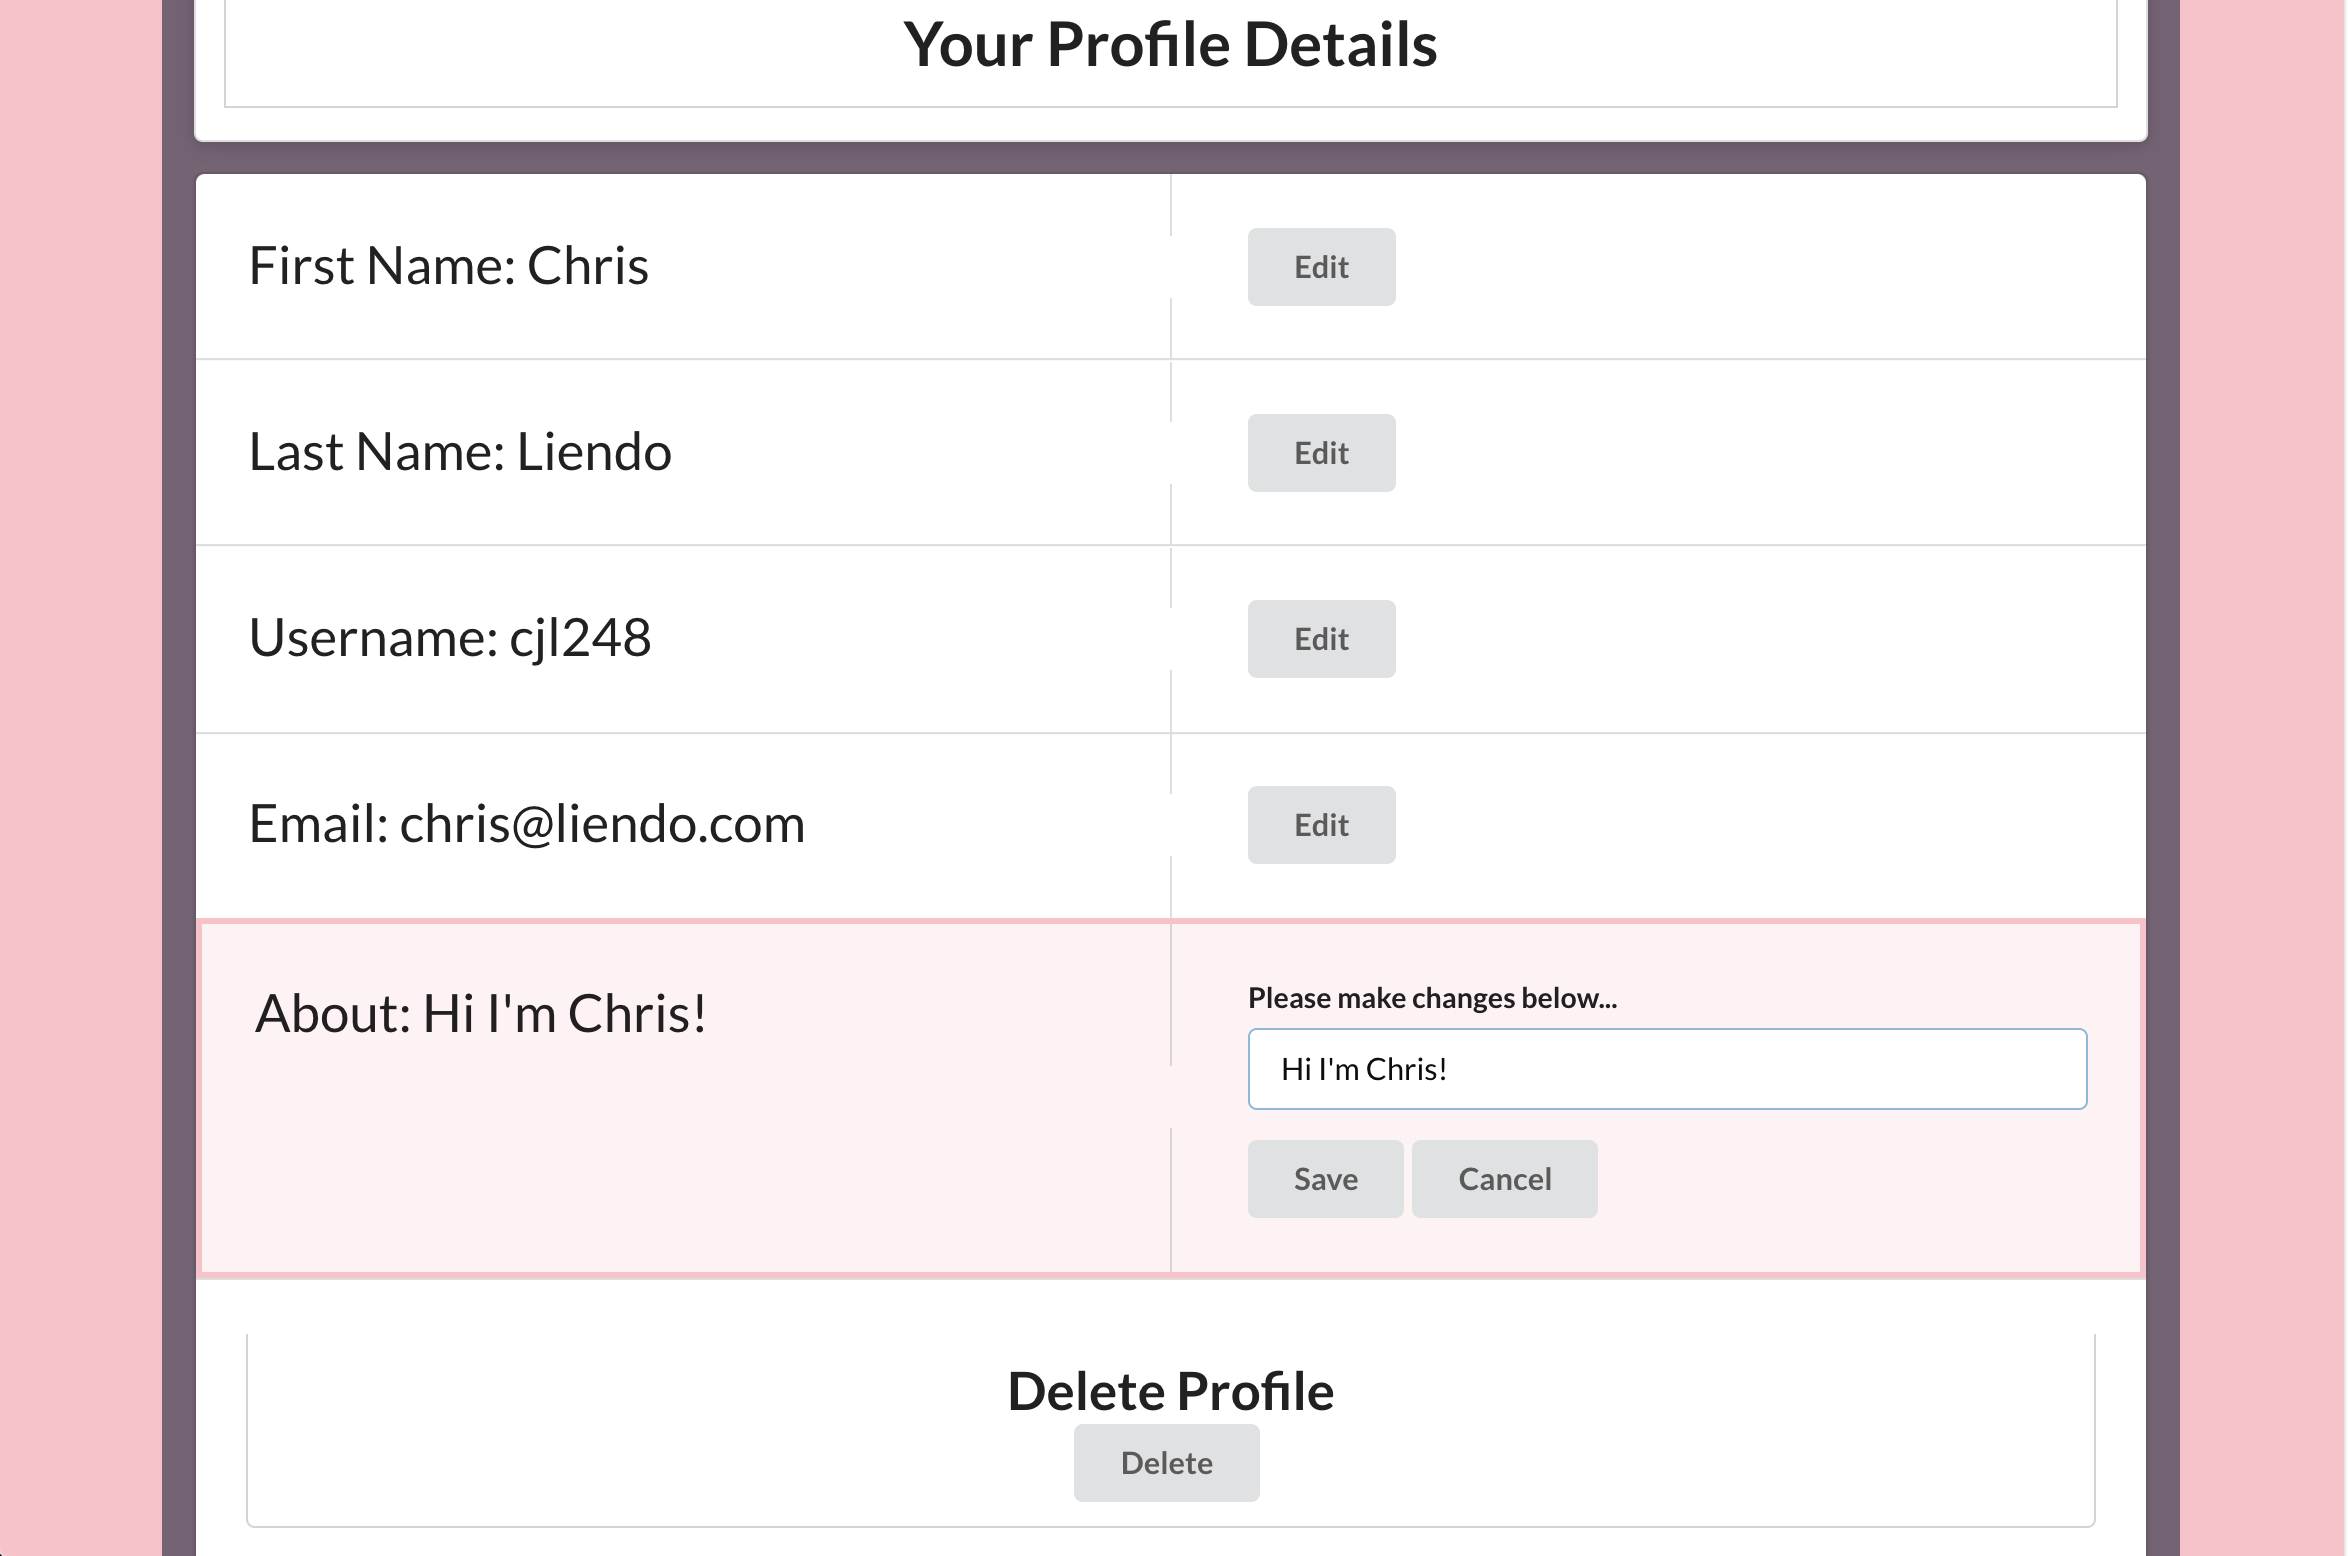 Your Profile Details
First Name: Chris
Edit
Last Name: Liendo
Edit
Username: cjl248
Edit
Email: chris@liendo.com
Edit
About: Hi I'm Chris!
Please make changes below...
Hi I'm Chris!
Save Cancel
Delete Profile
Delete